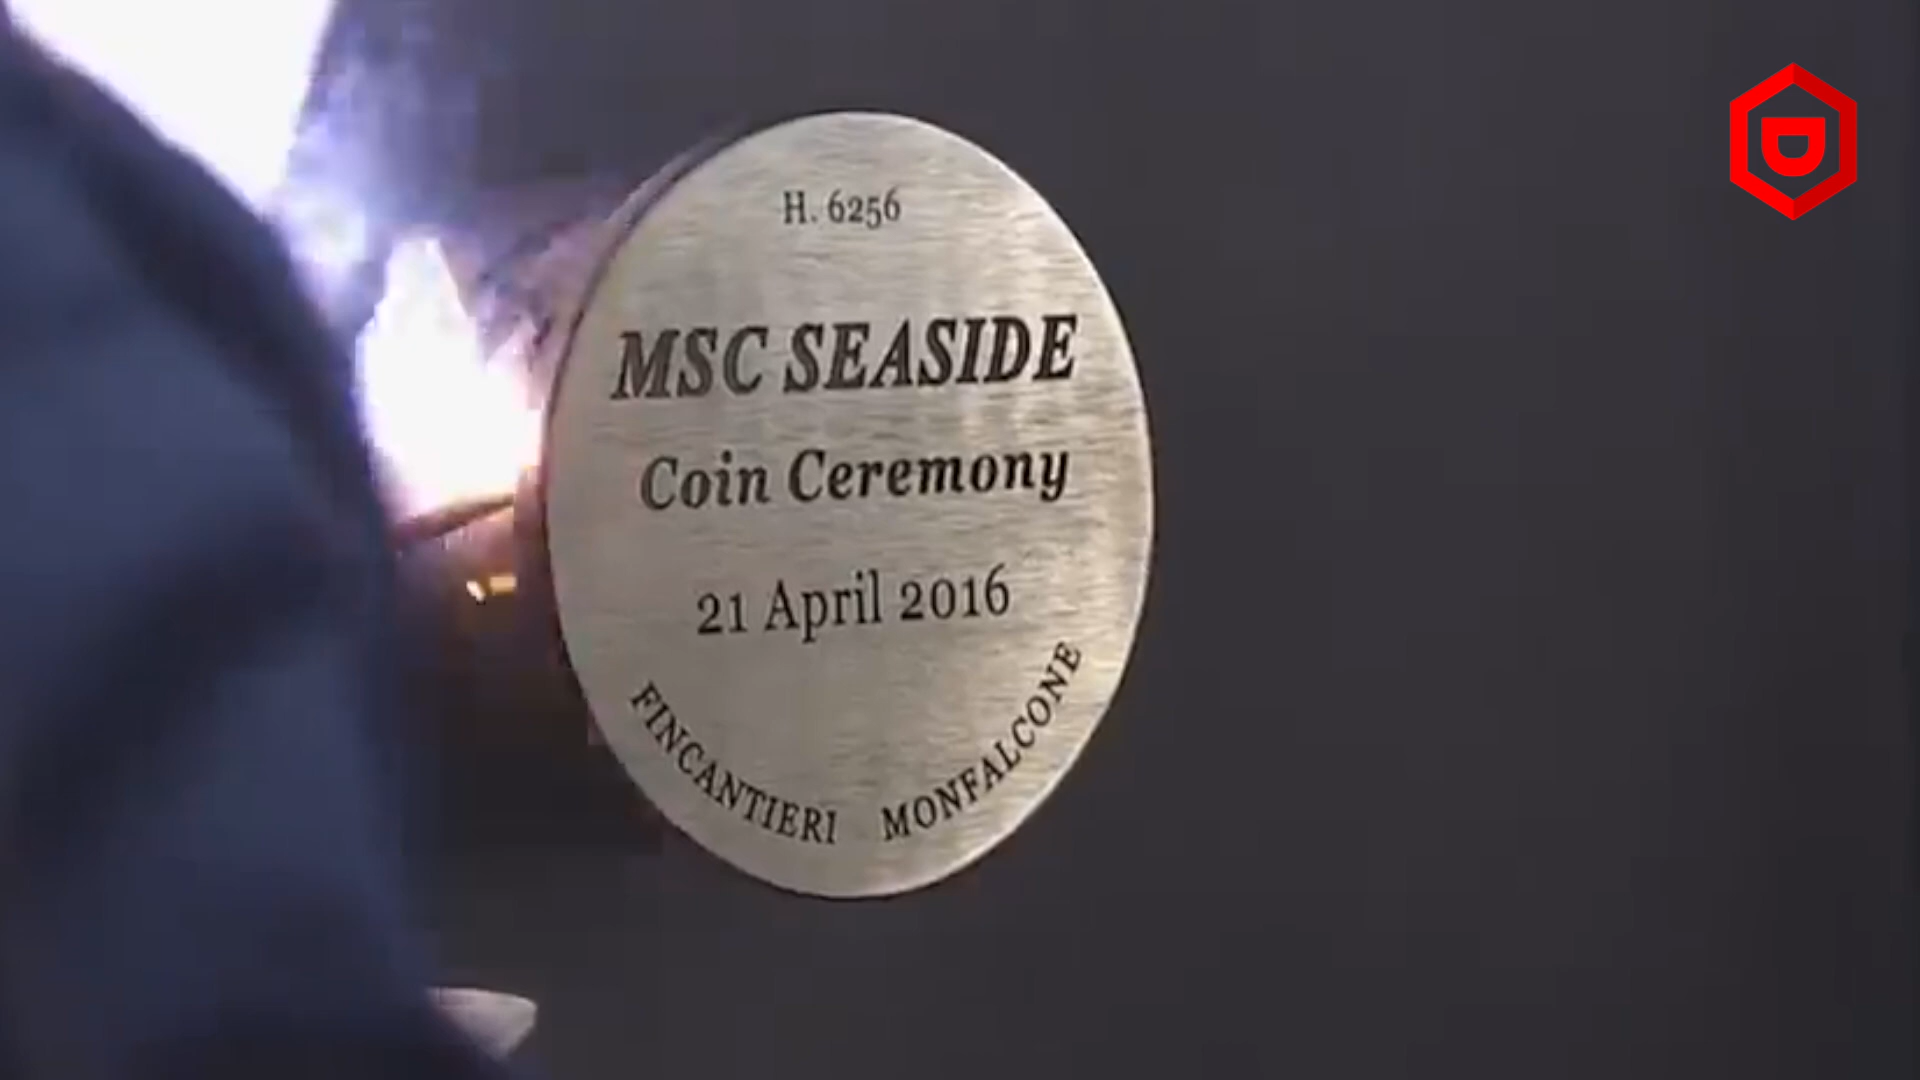 H. 6256
MSC SEASIDE
Coin Ceremony
21 April 2016
FINCANTIERI MONFALCONE